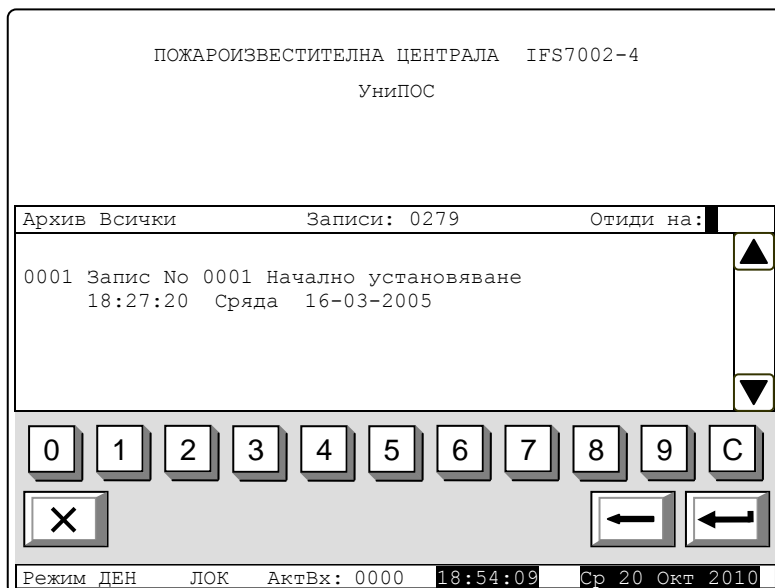 ПОЖАРОИЗВЕСТИТЕЛНА ЦЕНТРАЛА IFS7002-4
УниПОС
Архив Всички Записи: 0279 Отиди на:
0001 Запис No 0001 Начално установяване
18:27:20 Сряда 16-03-2005
0 1 2 3 4 5 6 7 8 9 C
Режим ДЕН ЛОК АктВх: 0000 18:54:09 Ср 20 Окт 2010